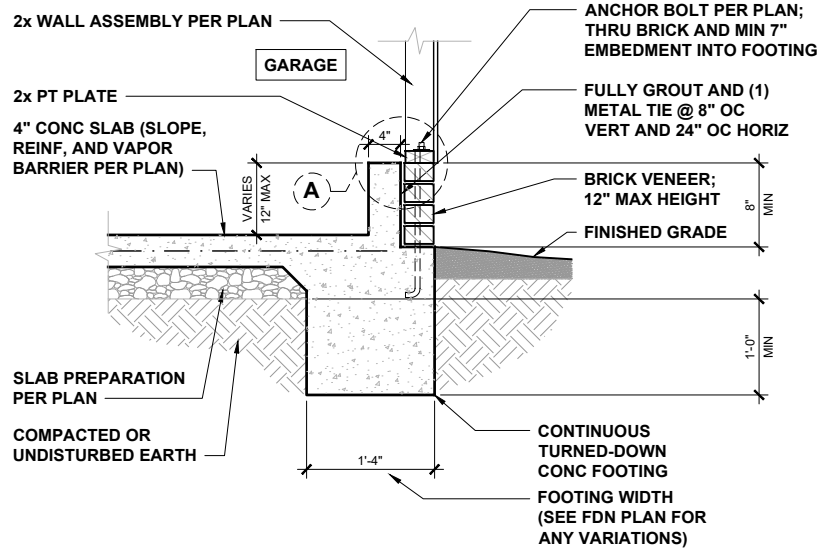 2x WALL ASSEMBLY PER PLAN
GARAGE
2x PT PLATE
4" CONC SLAB (SLOPE,
REINF, AND VAPOR
BARRIER PER PLAN)
4"
VARIES
12" MAX
A
ANCHOR BOLT PER PLAN;
THRU BRICK AND MIN 7"
EMBEDMENT INTO FOOTING
FULLY GROUT AND (1)
METAL TIE @ 8" OC
VERT AND 24" OC HORIZ
BRICK VENEER;
12" MAX HEIGHT
8"
MIN
FINISHED GRADE
1'-0"
MIN
SLAB PREPARATION
PER PLAN
COMPACTED OR
UNDISTURBED EARTH
1'-4"
CONTINUOUS
TURNED-DOWN
CONC FOOTING
FOOTING WIDTH
(SEE FDN PLAN FOR
ANY VARIATIONS)